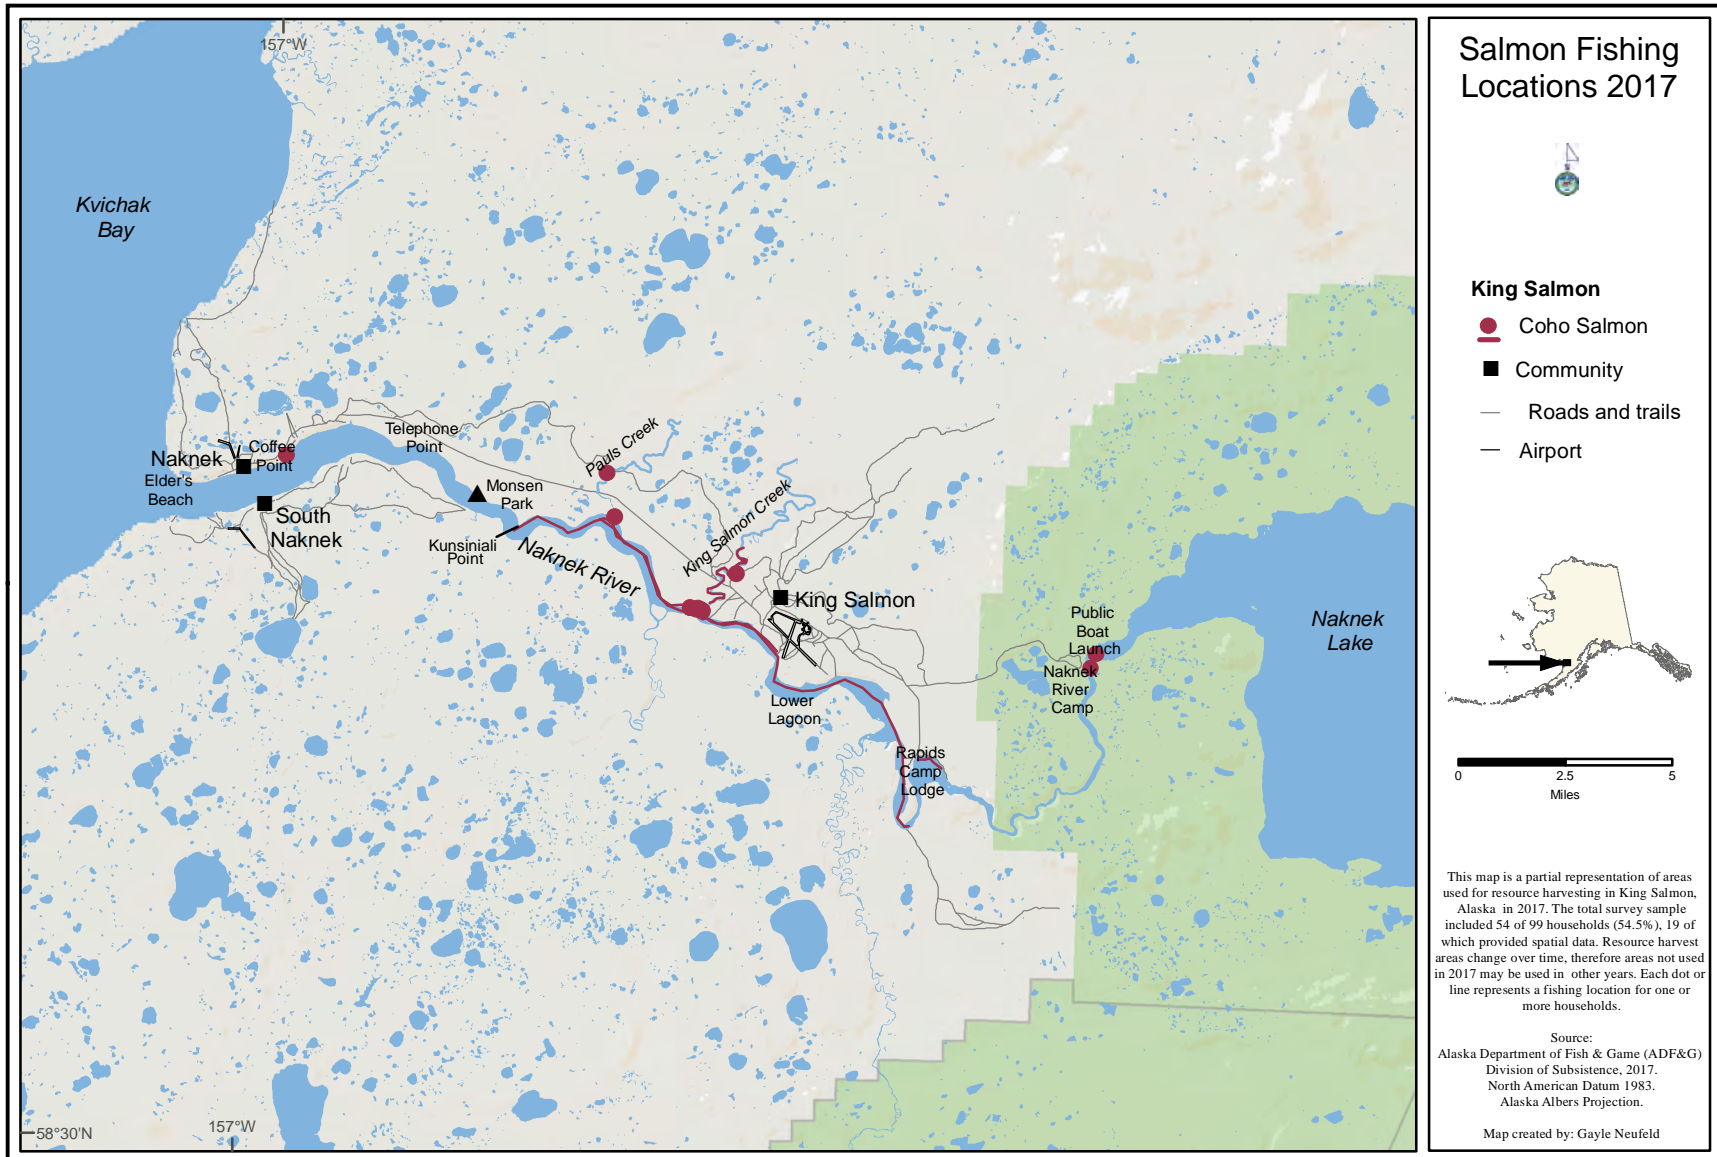 157°W
Kvichak
Bay
Telephone
Point
Pauls Creek
Naknek
Coffee
Point
Elder's
Beach
Monsen
Park
King Salmon Creek
South
Naknek
Kunsiniali
Point
Naknek River
King Salmon
Public
Boat
Launch
Naknek
Lake
Naknek
River
Camp
Lower
Lagoon
Rapids
Camp
Lodge
58°30'N
157°W
Salmon Fishing
Locations 2017
King Salmon
Coho Salmon
Community
Roads and trails
Airport
0 2.5 5
Miles
This map is a partial representation of areas
used for resource harvesting in King Salmon,
Alaska in 2017. The total survey sample
included 54 of 99 households (54.5%), 19 of
which provided spatial data. Resource harvest
areas change over time, therefore areas not used
in 2017 may be used in other years. Each dot or
line represents a fishing location for one or
more households.
Source:
Alaska Department of Fish & Game (ADF&G)
Division of Subsistence, 2017.
North American Datum 1983.
Alaska Albers Projection.
Map created by: Gayle Neufeld